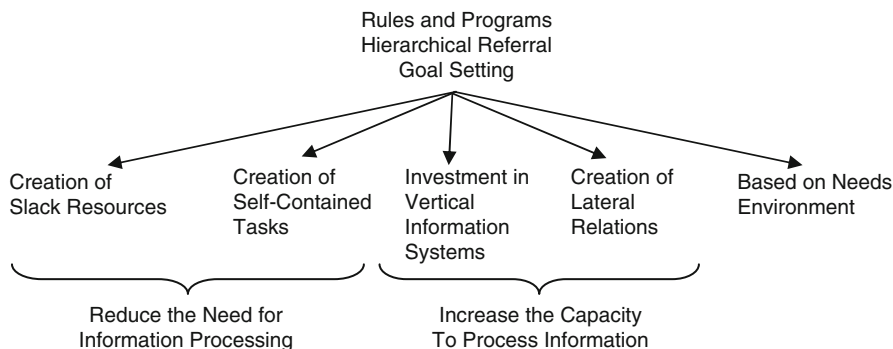 Rules and Programs
Hierarchical Referral
Goal Setting
Creation of
Slack Resources
Creation of
Self-Contained
Tasks
Investment in
Vertical
Information
Systems
Creation of
Lateral
Relations
Based on Needs
Environment
Reduce the Need for
Information Processing
Increase the Capacity
To Process Information